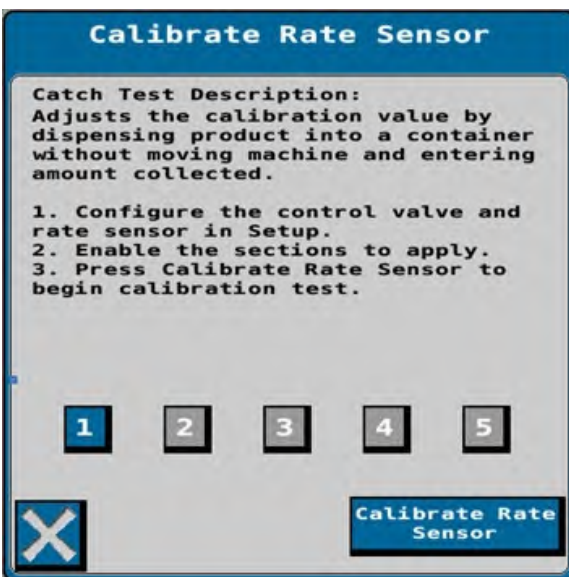 Calibrate Rate Sensor
Catch Test Description:
Adjusts the calibration value by
dispensing product into a container
without moving machine and entering
amount collected.
1. Configure the control valve and
rate sensor in Setup.
2. Enable the sections to apply.
3. Press Calibrate Rate Sensor to
begin calibration test.
1 2 3 4 5
Calibrate Rate
Sensor